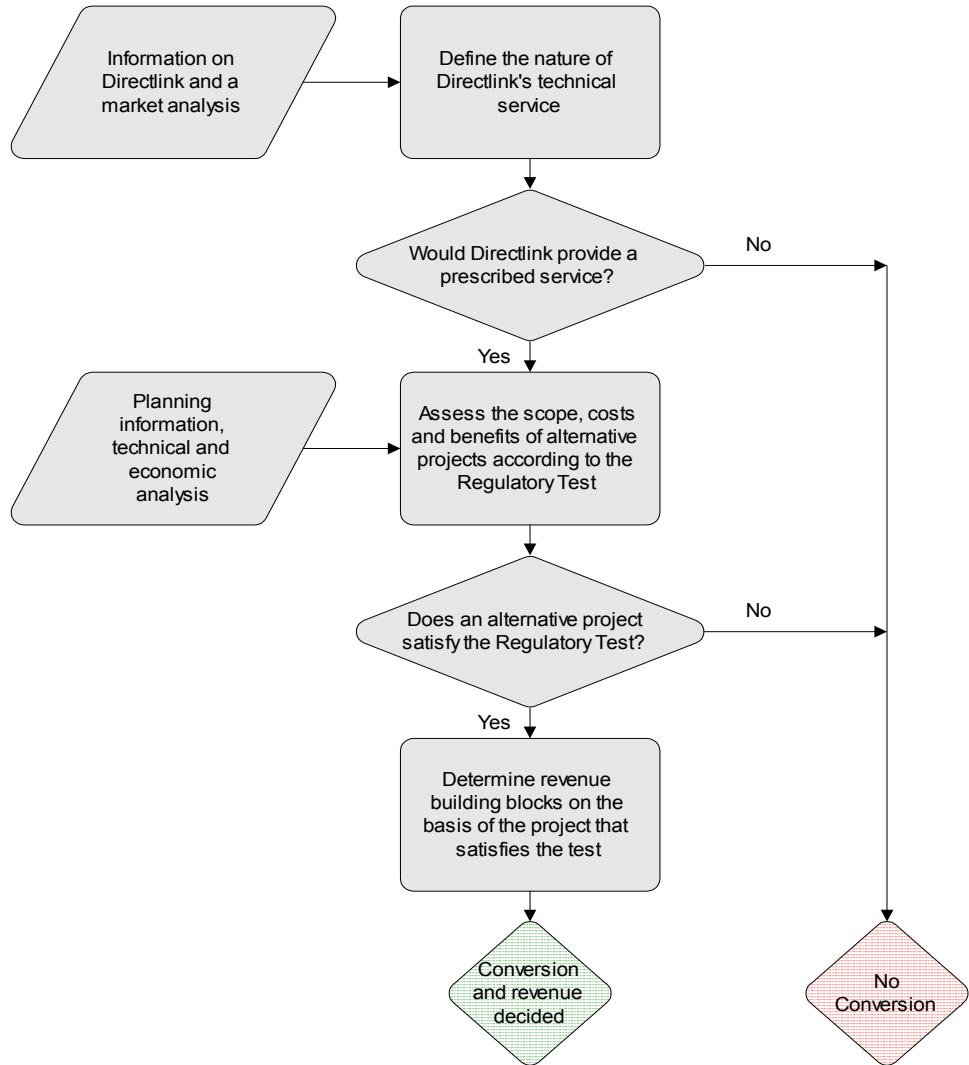 Information on
Directlink and a
market analysis
Define the nature of
Directlink's technical
service
Would Directlink provide a
prescribed service?
No
Yes
Planning
information,
technical and
economic
analysis
Assess the scope, costs
and benefits of alternative
projects according to the
Regulatory Test
Does an alternative project
satisfy the Regulatory Test?
No
Yes
Determine revenue
building blocks on the
basis of the project that
satisfies the test
Conversion
and revenue
decided
No
Conversion